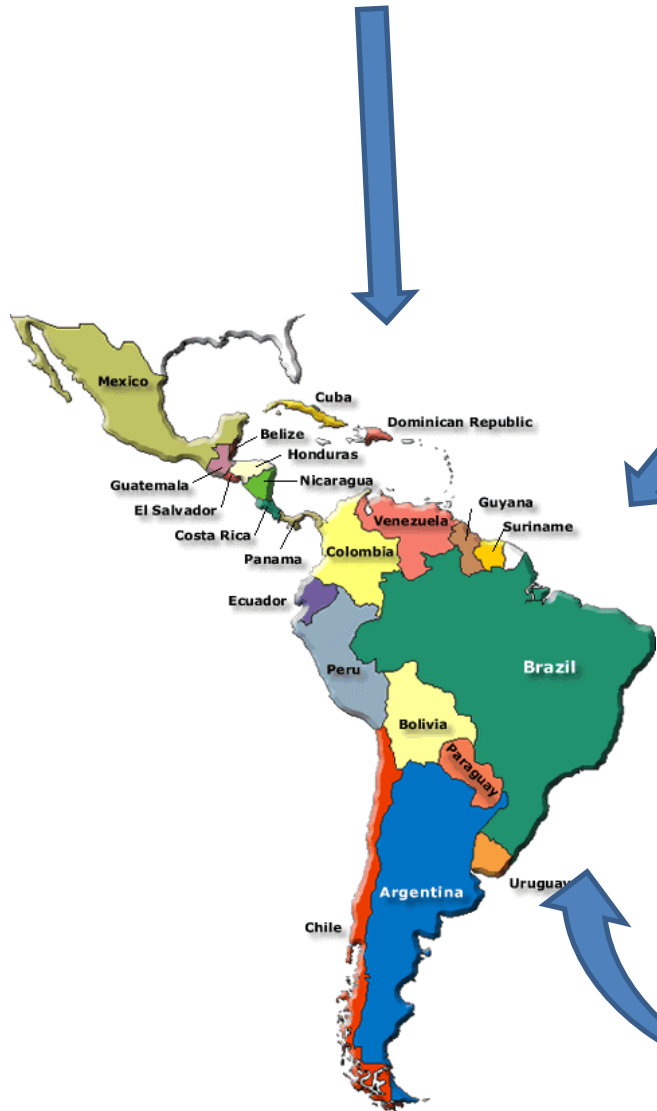 Mexico
Cuba
Dominican Republic
Belize
Honduras
Guatemala
Nicaragua
El Salvador
Costa Rica
Panama
Venezuela
Guyana
Suriname
Colombia
Ecuador
Peru
Brazil
Bolivia
Paraguay
Argentina
Uruguay
Chile